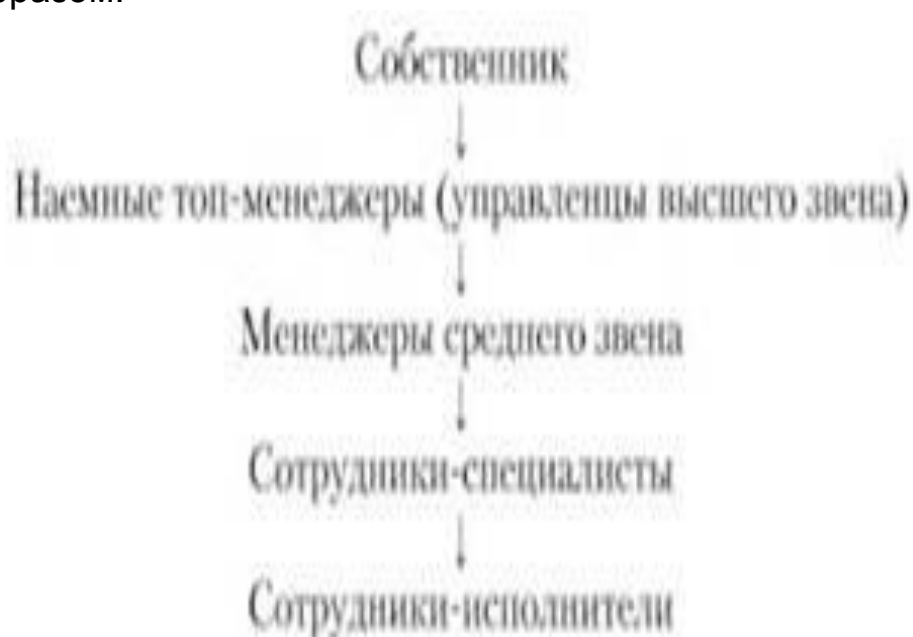 Собственник
Наемные топ-менеджеры (управленцы высшего звена)
Менеджеры среднего звена
Сотрудники-специалисты
Сотрудники-исполнители